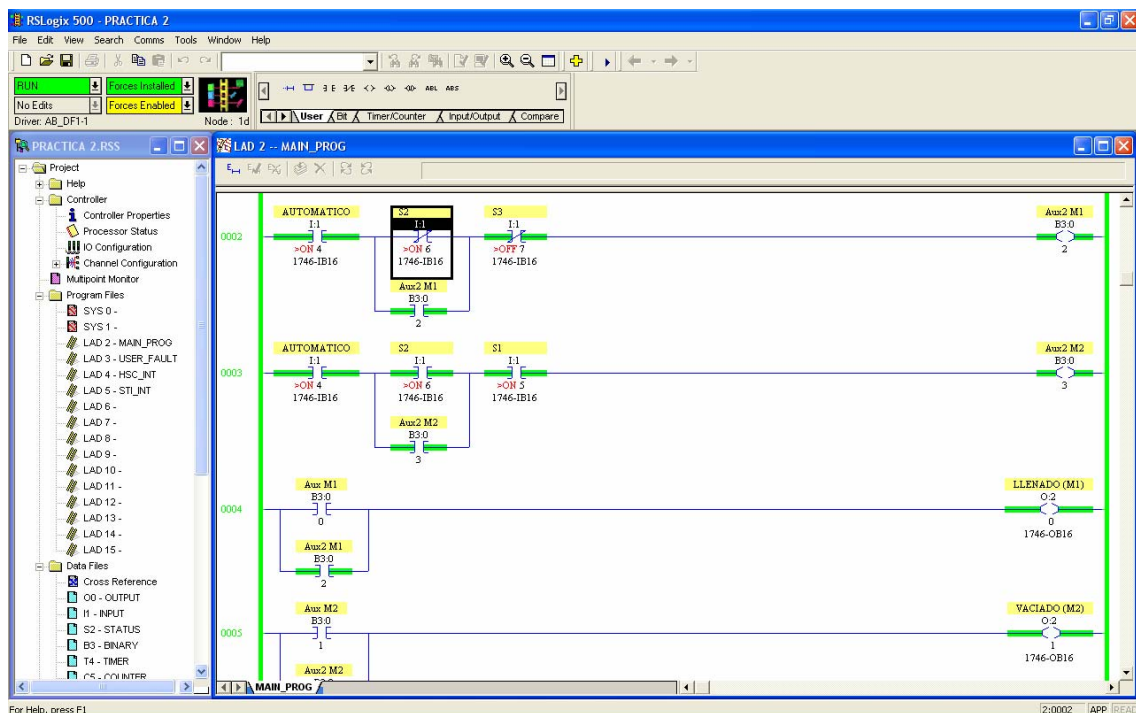 RSLogix 500 - PRACTICA 2
File Edit View Search Comms Tools Window Help
RUN
Forces Installed
No Edits
Forces Enabled
Driver: AB_DF1-1
Node : 1d
ABL ABS
User Bit Timer/Counter Input/Output Compare
PRACTICA 2.RSS
Project
Help
Controller
Controller Properties
Processor Status
IO Configuration
Channel Configuration
Multipoint Monitor
Program Files
SYS 0 -
SYS 1 -
LAD 2 - MAIN_PROG
LAD 3 - USER_FAULT
LAD 4 - HSC_INT
LAD 5 - STI_INT
LAD 6 -
LAD 7 -
LAD 8 -
LAD 9 -
LAD 10 -
LAD 11 -
LAD 12 -
LAD 13 -
LAD 14 -
LAD 15 -
Data Files
Cross Reference
O0 - OUTPUT
I1 - INPUT
S2 - STATUS
B3 - BINARY
T4 - TIMER
C5 - COUNTER
LAD 2 -- MAIN_PROG
AUTOMATICO S2 S3 Aux2 M1
I:1 I:1 I:1 B3:0
0002
>ON 4 >ON 6 >OFF 7 2
1746-IB16 1746-IB16 1746-IB16
Aux2 M1
B3:0
2
AUTOMATICO S2 S1 Aux2 M2
I:1 I:1 I:1 B3:0
0003
>ON 4 >ON 6 >ON 5 3
1746-IB16 1746-IB16 1746-IB16
Aux2 M2
B3:0
3
Aux M1 LLENADO (M1)
B3:0 O:2
0004
0 0
1746-OB16
Aux2 M1
B3:0
2
Aux M2 VACIADO (M2)
B3:0 O:2
0005
1 1
1746-OB16
Aux2 M2
MAIN_PROG
For Help, press F1
2:0002 APP READ